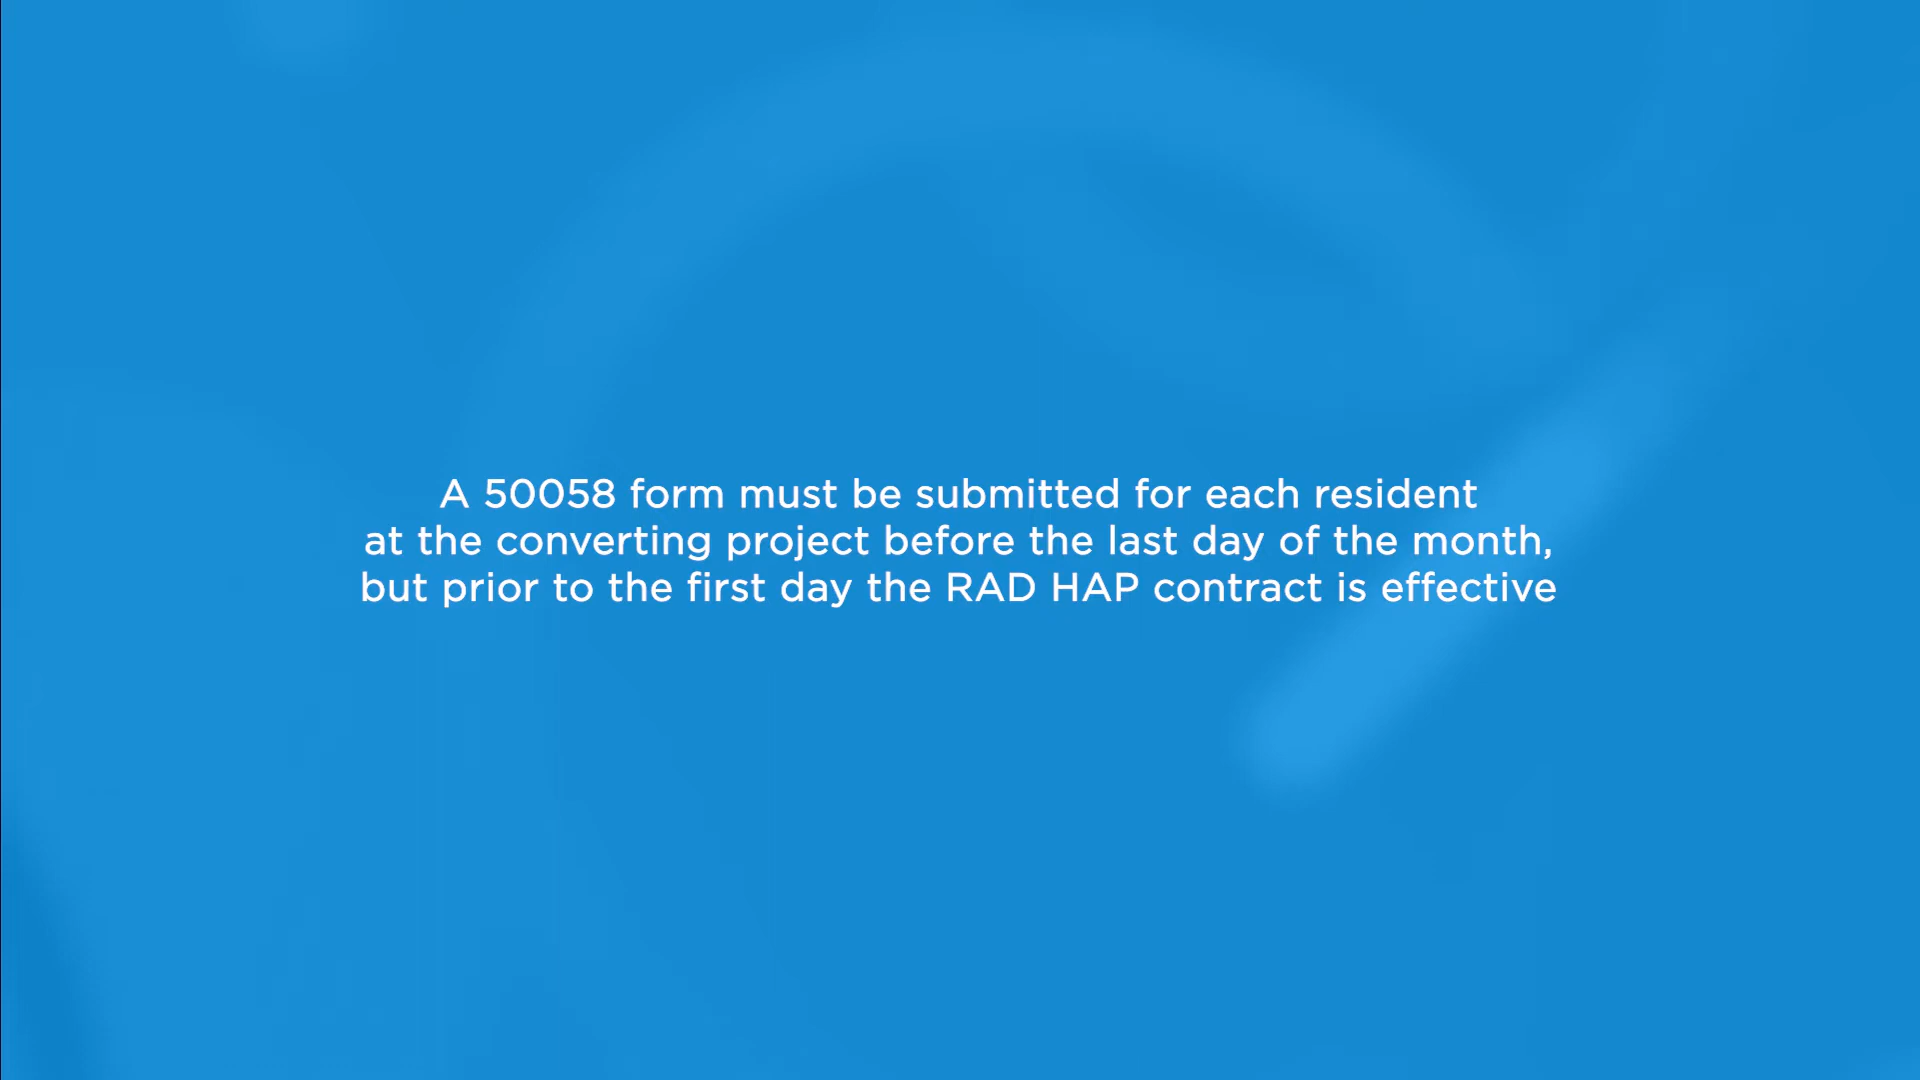 A 50058 form must be submitted for each resident
at the converting project before the last day of the month,
but prior to the first day the RAD HAP contract is effective